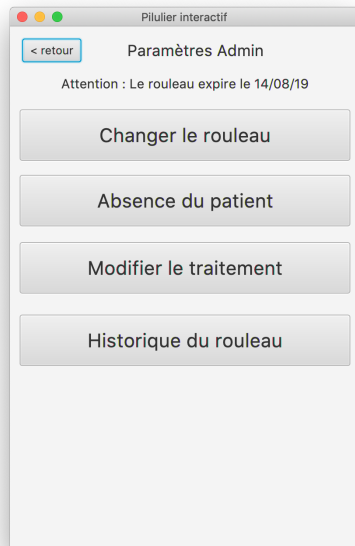 Pilulier interactif
< retour
Paramètres Admin
Attention : Le rouleau expire le 14/08/19
Changer le rouleau
Absence du patient
Modifier le traitement
Historique du rouleau